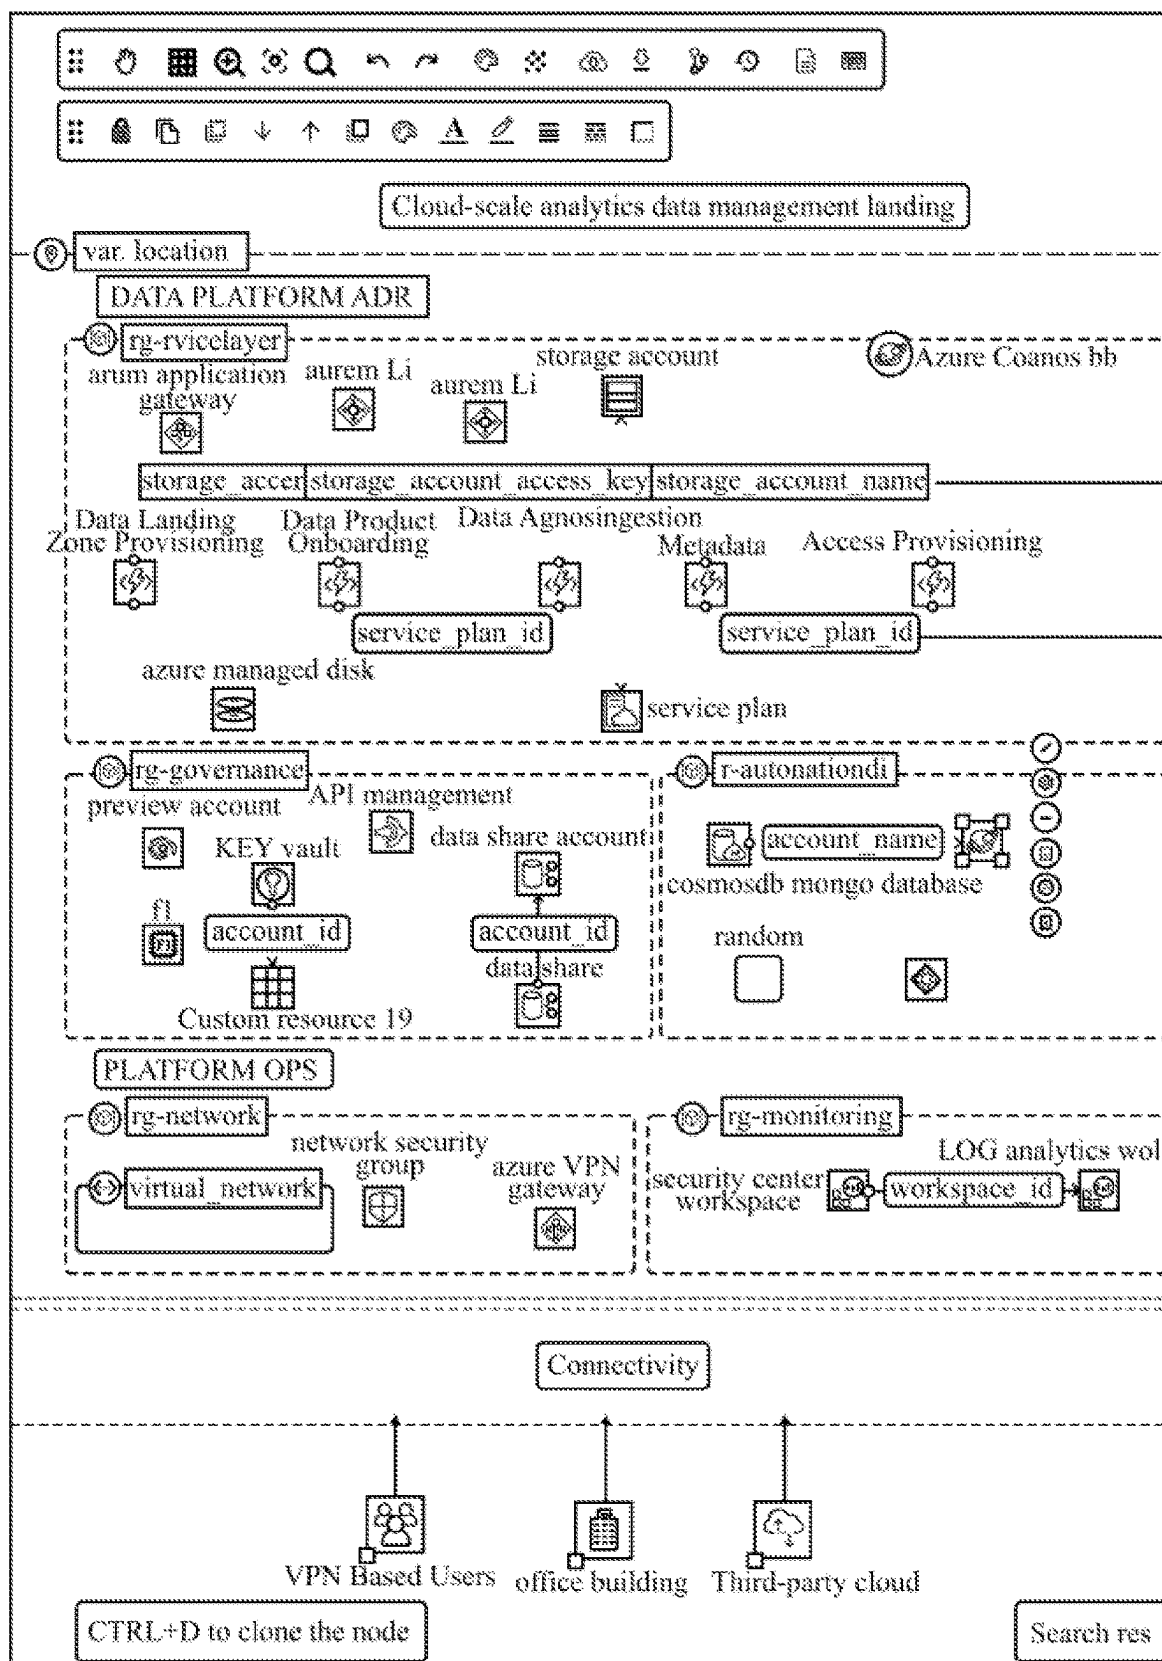 A
Cloud-scale analytics data management landing
var. location
DATA PLATFORM ADR
rg-rvicelayer
storage account
Azure Coanos bb
arum application
gateway
aurem Li
aurem Li
storage_accer
storage_account_access_key
storage_account_name
Data Landing
Zone Provisioning
Data Product
Onboarding
Data Agnosingestion
Metadata
Access Provisioning
service_plan_id
service_plan_id
azure managed disk
service plan
rg-governance
r-autonationdi
preview account
API management
KEY vault
data share account
account_name
cosmosdb mongo database
f1
F1
account_id
account_id
random
data share
Custom resource 19
PLATFORM OPS
rg-network
rg-monitoring
network security
group
azure VPN
gateway
LOG analytics wol
virtual_network
security center
workspace
workspace_id
Connectivity
VPN Based Users
office building
Third-party cloud
CTRL+D to clone the node
Search res